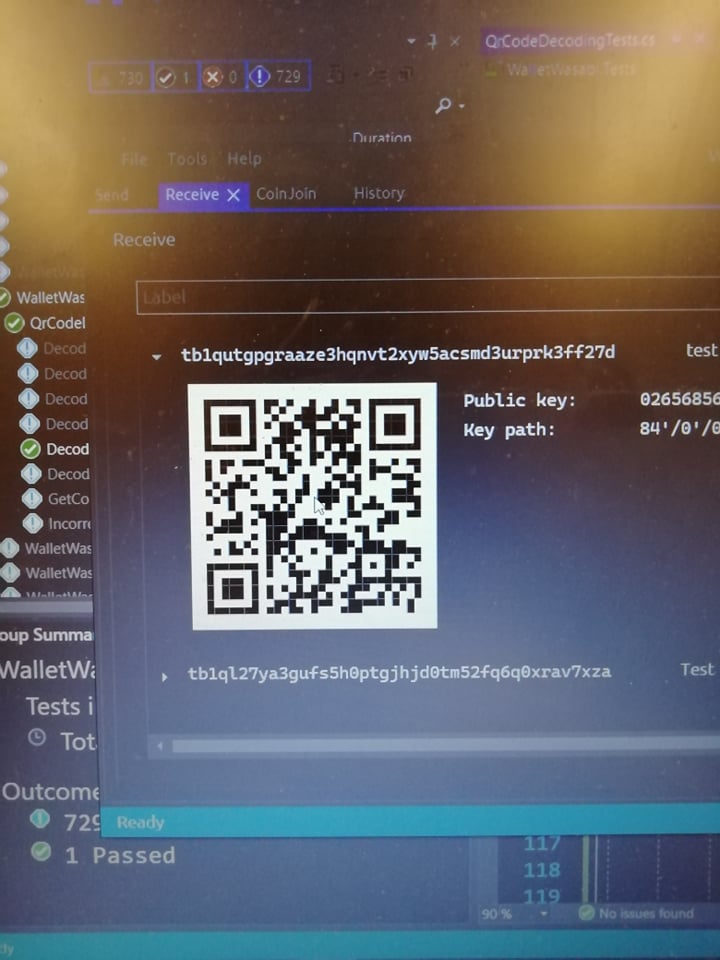 QrCodeDecodingTests.cs
730 1 0 729
WalletWasabi.Tests
Duration
File Tools Help
Send Receive CoinJoin History
Receive
Label
WalletWas
QrCodeI
Decod
Decod
Decod
Decod
Decod
Decod
GetCo
Incorre
WalletWas
WalletWas
WalletWas
tb1qutgpgraaze3hqnvt2xyw5acsmd3urprk3ff27d test
Public key: 02656856
Key path: 84'/0'/0
tb1ql27ya3gufs5h0ptgjhjd0tm52fq6q0xrav7xza Test
oup Summa
WalletWa
Tests i
Tot
Outcome
729
1 Passed
Ready
117
118
119
90 % No issues found
dy